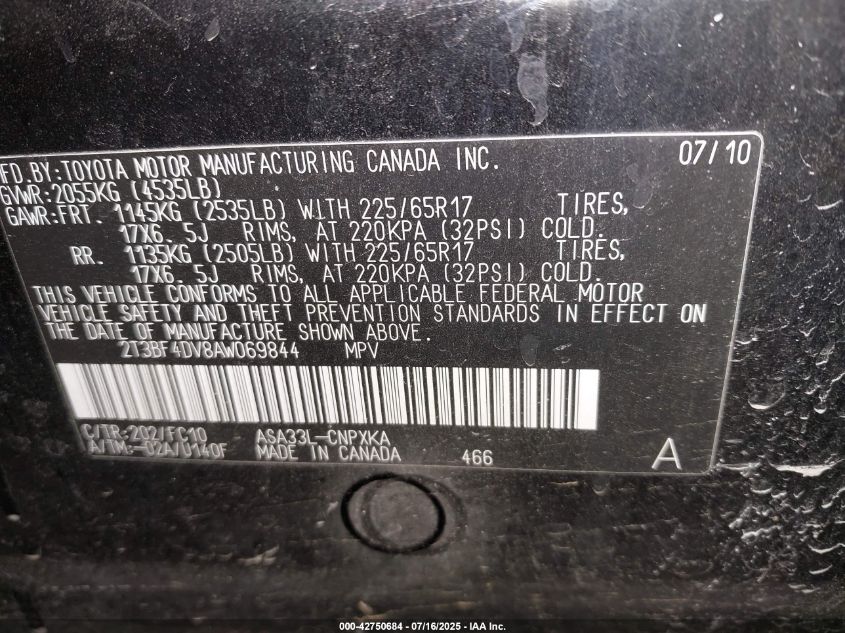 MFD.BY:TOYOTA MOTOR MANUFACTURING CANADA INC. 07/10
GVWR:2055KG (4535LB)
GAWR:FRT. 1145KG (2535LB) WITH 225/65R17 TIRES,
17X6.5J RIMS, AT 220KPA (32PSI) COLD.
RR. 1135KG (2505LB) WITH 225/65R17 TIRES,
17X6.5J RIMS, AT 220KPA (32PSI) COLD.
THIS VEHICLE CONFORMS TO ALL APPLICABLE FEDERAL MOTOR
VEHICLE SAFETY AND THEFT PREVENTION STANDARDS IN EFFECT ON
THE DATE OF MANUFACTURE SHOWN ABOVE.
2T3BF4DV8AW069844 MPV
C/TR:202/FC10 ASA33L-CNPXKA
A/TM:-02A/U140F MADE IN CANADA 466 A
000-42750684 - 07/16/2025 - IAA Inc.